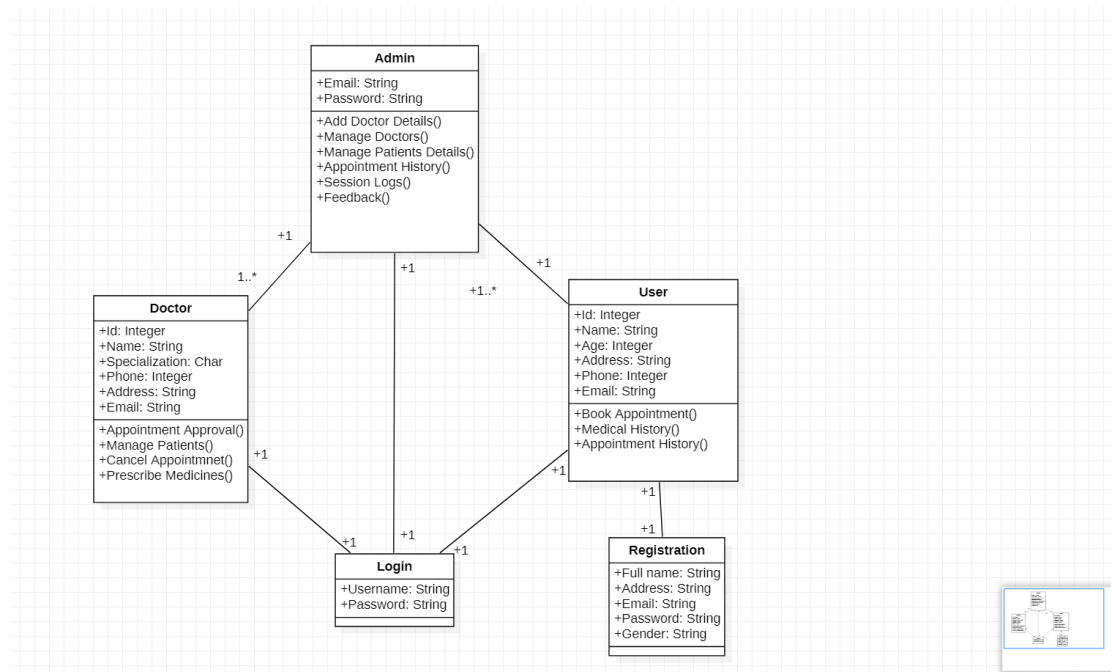 Admin
+Email: String
+Password: String
+Add Doctor Details()
+Manage Doctors()
+Manage Patients Details()
+Appointment History()
+Session Logs()
+Feedback()
+1
1..*
+1
+1
+1..*
Doctor
+Id: Integer
+Name: String
+Specialization: Char
+Phone: Integer
+Address: String
+Email: String
+Appointment Approval()
+Manage Patients()
+Cancel Appointmnet()
+Prescribe Medicines()
User
+Id: Integer
+Name: String
+Age: Integer
+Address: String
+Phone: Integer
+Email: String
+Book Appointment()
+Medical History()
+Appointment History()
+1
+1
+1
+1
+1
+1
+1
+1
Login
+Username: String
+Password: String
Registration
+Full name: String
+Address: String
+Email: String
+Password: String
+Gender: String